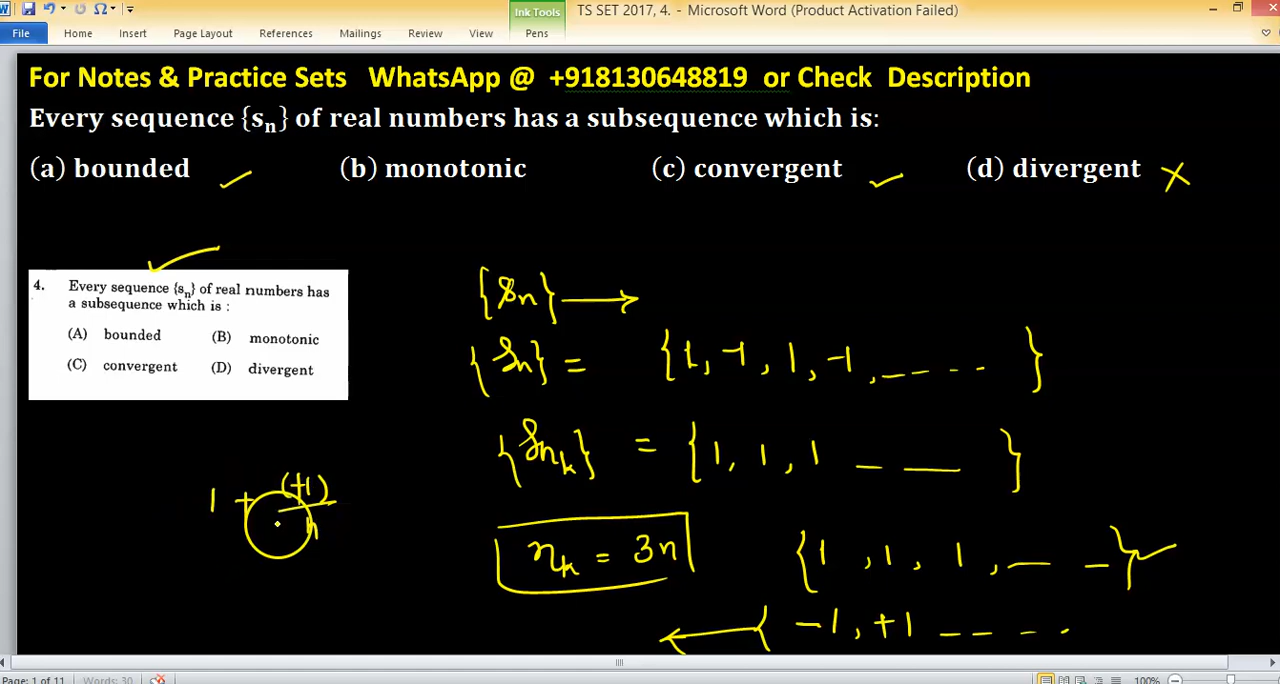 TS SET 2017, 4. - Microsoft Word (Product Activation Failed)
Ink Tools
File Home Insert Page Layout References Mailings Review View Pens
For Notes & Practice Sets WhatsApp @ +918130648819 or Check Description
Every sequence {sn} of real numbers has a subsequence which is:
(a) bounded (b) monotonic (c) convergent (d) divergent
4. Every sequence {sn} of real numbers has
a subsequence which is :
(A) bounded (B) monotonic
(C) convergent (D) divergent
{sn} →
{sn} = {1, -1, 1, -1, ---- }
{snk} = {1, 1, 1 - - }
1 + (+1)/n
nk = 3n {1, 1, 1, - - }
{-1, +1 ----
Page: 1 of 11 Words: 30 100%